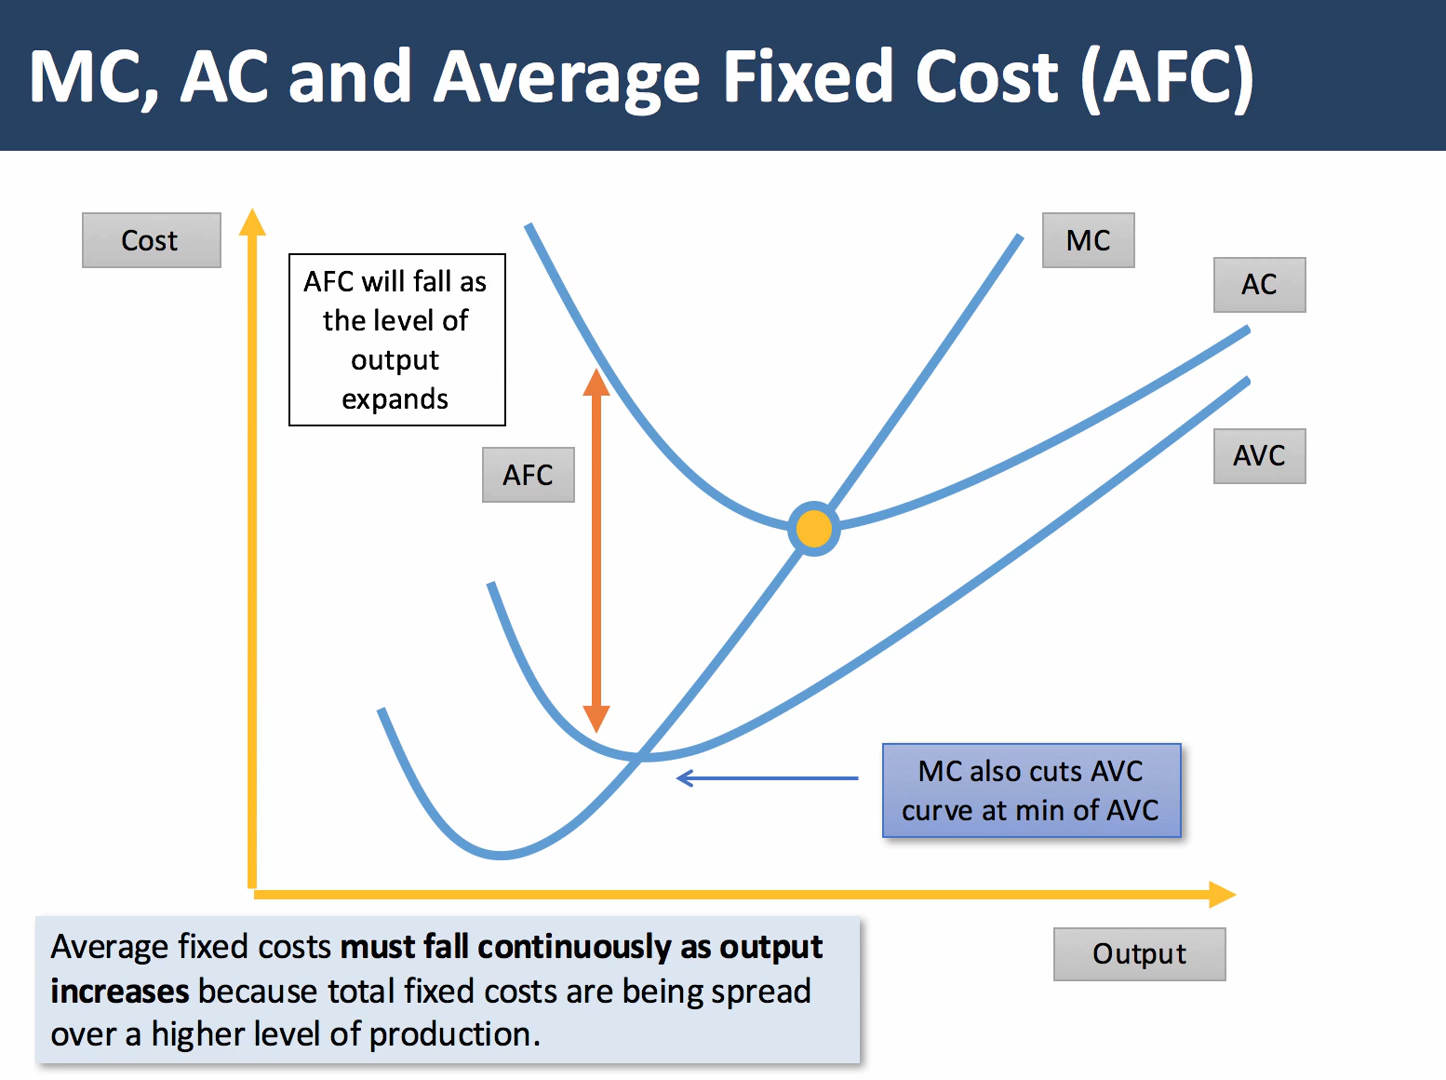 MC, AC and Average Fixed Cost (AFC)
Cost
MC
AFC will fall as
the level of
output
expands
AC
AVC
AFC
MC also cuts AVC
curve at min of AVC
Average fixed costs must fall continuously as output
increases because total fixed costs are being spread
over a higher level of production.
Output